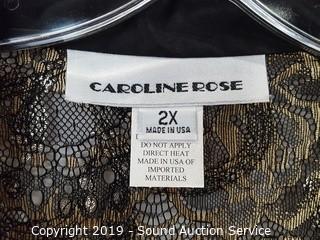 CAROLINE ROSE
2X
MADE IN USA
DO NOT APPLY
DIRECT HEAT
MADE IN USA OF
IMPORTED
MATERIALS
Copyright 2019 - Sound Auction Service